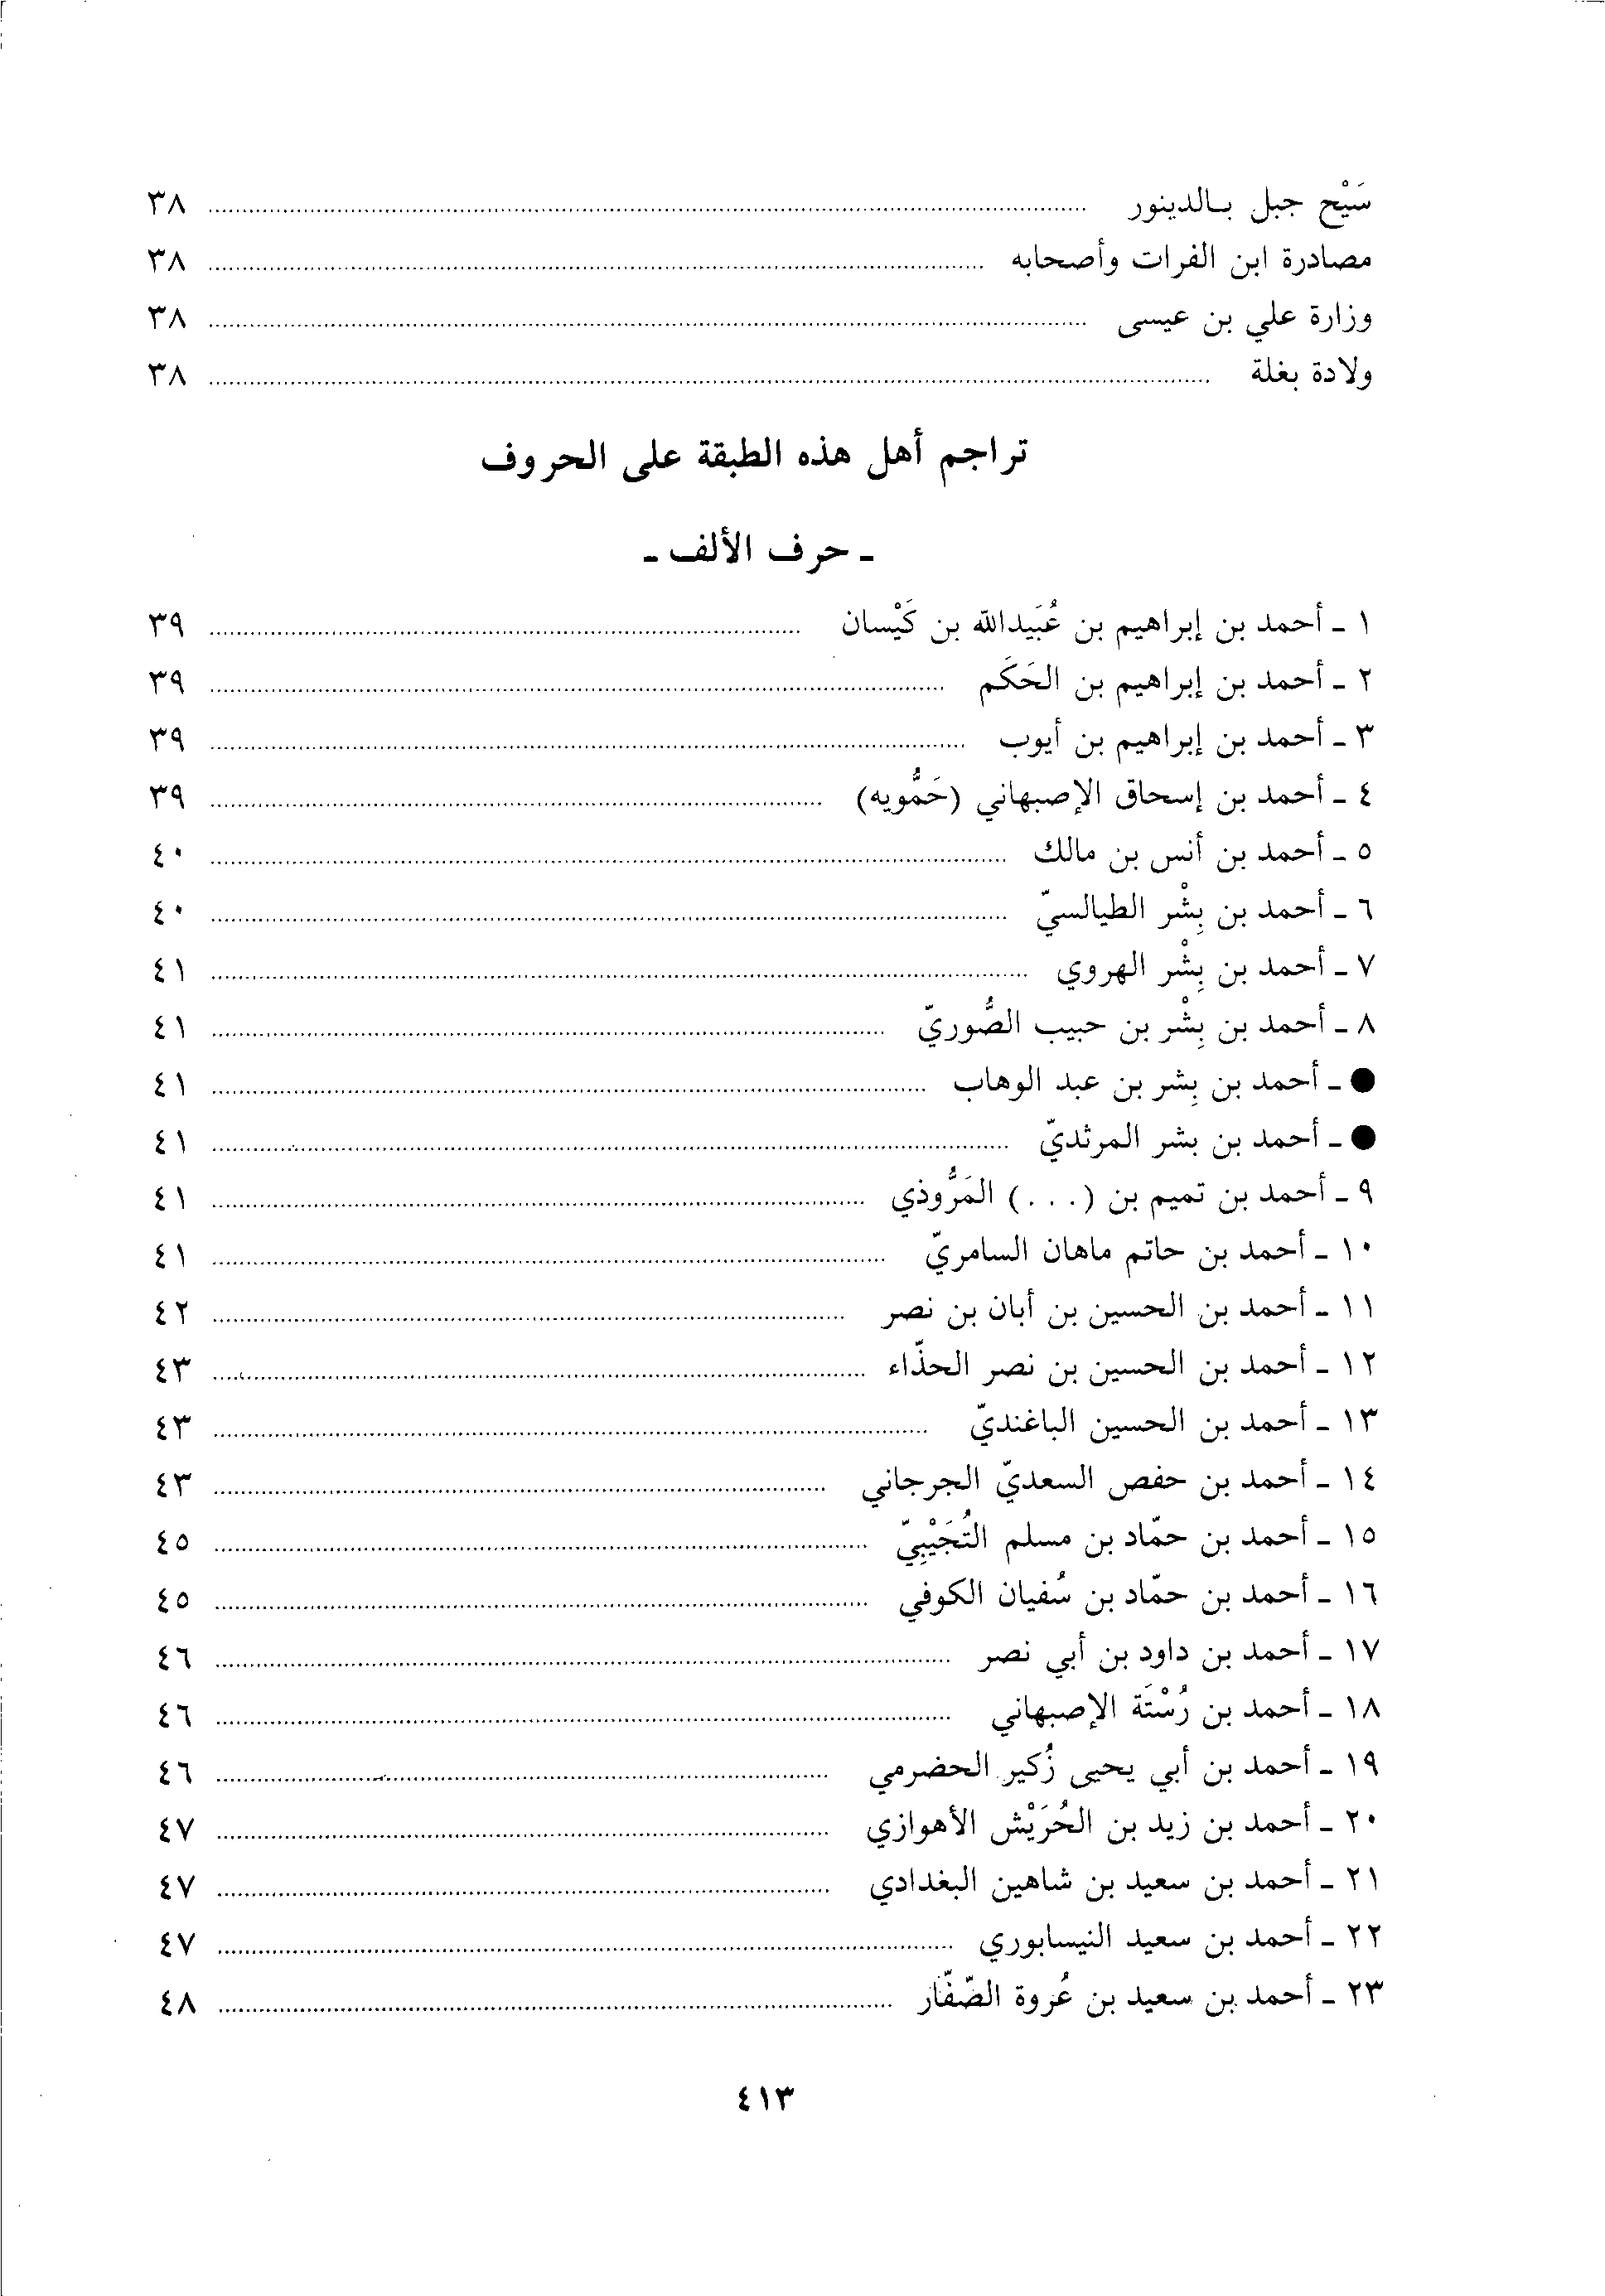 سَيْح جبل بالدينور ........ ٣٨
مصادرة ابن الفرات وأصحابه ........ ٣٨
وزارة علي بن عيسى ........ ٣٨
ولادة بغلة ........ ٣٨
تراجم أهل هذه الطبقة على الحروف
ـ حرف الألف ـ
١ ـ أحمد بن إبراهيم بن عُبَيدالله بن كَيْسان ........ ٣٩
٢ ـ أحمد بن إبراهيم بن الحَكَم ........ ٣٩
٣ ـ أحمد بن إبراهيم بن أيوب ........ ٣٩
٤ ـ أحمد بن إسحاق الإصبهاني (حَمُّويه) ........ ٣٩
٥ ـ أحمد بن أنس بن مالك ........ ٤٠
٦ ـ أحمد بن بِشْر الطيالسيّ ........ ٤٠
٧ ـ أحمد بن بِشْر الهروي ........ ٤١
٨ ـ أحمد بن بِشْر بن حبيب الصُّوريّ ........ ٤١
● ـ أحمد بن بِشر بن عبد الوهاب ........ ٤١
● ـ أحمد بن بشر المرثديّ ........ ٤١
٩ ـ أحمد بن تميم بن (. . .) المَرُّوذي ........ ٤١
١٠ ـ أحمد بن حاتم ماهان السامريّ ........ ٤١
١١ ـ أحمد بن الحسين بن أبان بن نصر ........ ٤٢
١٢ ـ أحمد بن الحسين بن نصر الحذّاء ........ ٤٣
١٣ ـ أحمد بن الحسين الباغنديّ ........ ٤٣
١٤ ـ أحمد بن حفص السعديّ الجرجاني ........ ٤٣
١٥ ـ أحمد بن حمّاد بن مسلم التُجَيْبِيّ ........ ٤٥
١٦ ـ أحمد بن حمّاد بن سُفيان الكوفي ........ ٤٥
١٧ ـ أحمد بن داود بن أبي نصر ........ ٤٦
١٨ ـ أحمد بن رُسْتَة الإصبهاني ........ ٤٦
١٩ ـ أحمد بن أبي يحيى زُكير الحضرمي ........ ٤٦
٢٠ ـ أحمد بن زيد بن الحُرَيْش الأهوازي ........ ٤٧
٢١ ـ أحمد بن سعيد بن شاهين البغدادي ........ ٤٧
٢٢ ـ أحمد بن سعيد النيسابوري ........ ٤٧
٢٣ ـ أحمد بن سعيد بن عُروة الصّفّار ........ ٤٨
٤١٣